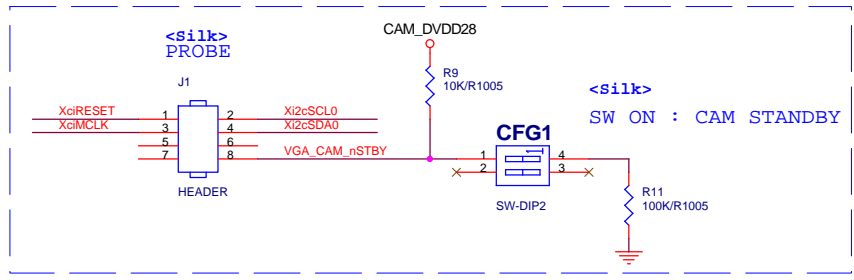 <Silk>
PROBE
J1
XciRESET 1 2 Xi2cSCL0
XciMCLK 3 4 Xi2cSDA0
5 6
7 8 VGA_CAM_nSTBY
HEADER
CAM_DVDD28
R9
10K/R1005
<Silk>
SW ON : CAM STANDBY
CFG1
1 1 4
2 3
SW-DIP2
R11
100K/R1005